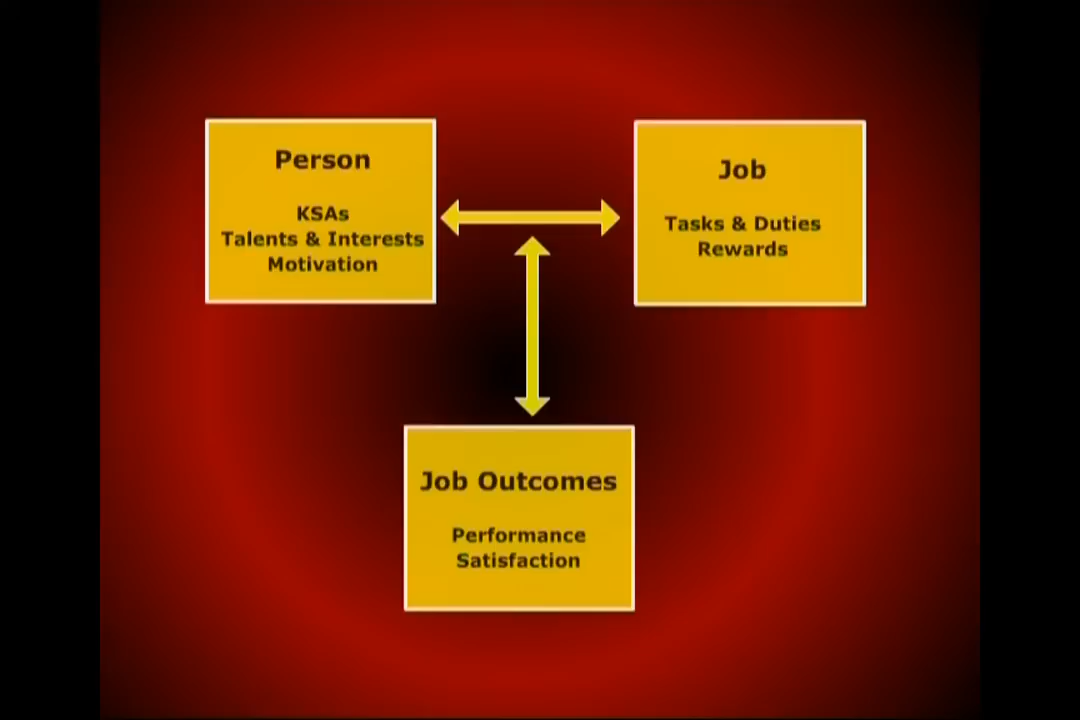 Person
KSAs
Talents & Interests
Motivation
Job
Tasks & Duties
Rewards
Job Outcomes
Performance
Satisfaction